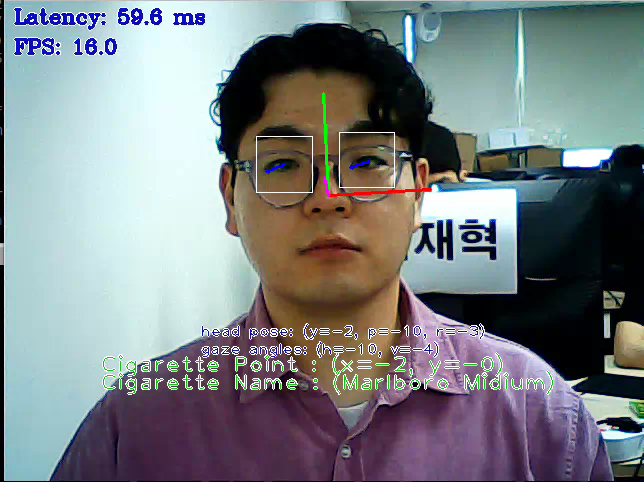 Latency: 59.6 ms
FPS: 16.0
재혁
head pose: (y=-2, p=-10, r=-3)
gaze angles: (h=-10, v=-4)
Cigarette Point : (x=-2, y=-0)
Cigarette Name : (Marlboro Midium)